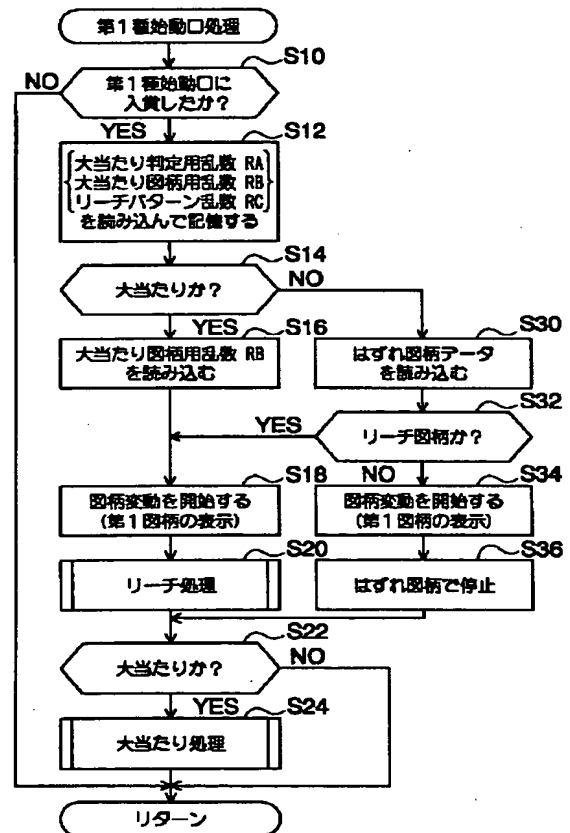 第1種始動口処理
S10
NO
第1種始動口に
入賞したか？
YES
S12
大当たり判定用乱数 RA
大当たり図柄用乱数 RB
リーチパターン乱数 RC
を読み込んで記憶する
S14
大当たりか？
NO
YES
S16
大当たり図柄用乱数 RB
を読み込む
S30
はずれ図柄データ
を読み込む
S32
リーチ図柄か？
YES
NO
S18
図柄変動を開始する
(第1図柄の表示)
S34
図柄変動を開始する
(第1図柄の表示)
S20
リーチ処理
S36
はずれ図柄で停止
S22
大当たりか？
NO
YES
S24
大当たり処理
リターン